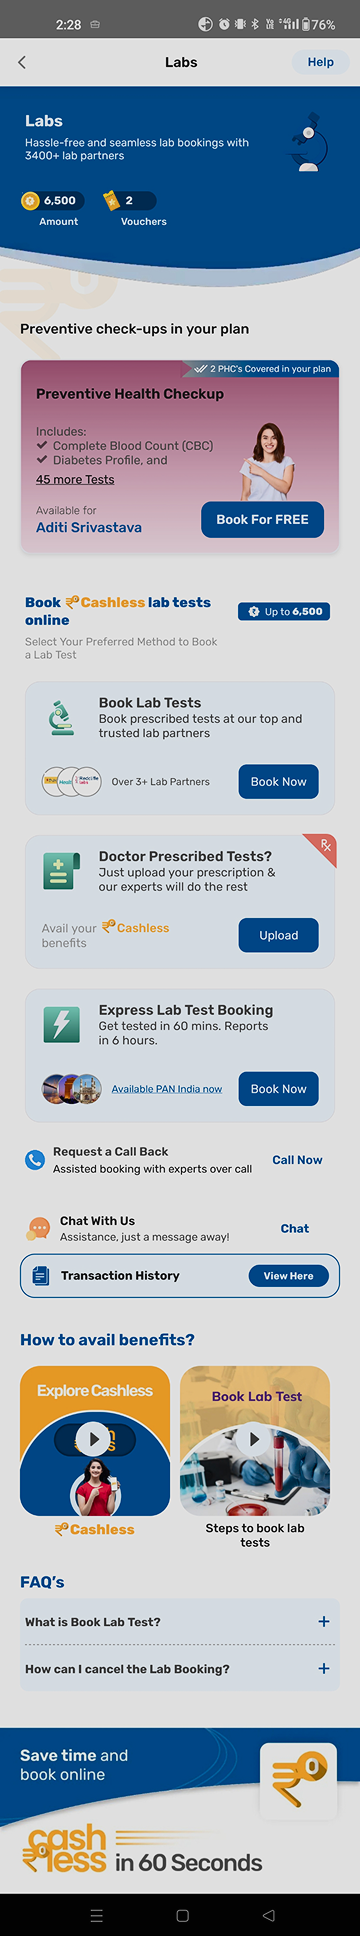 2:28
76%
Labs
Help
Labs
Hassle-free and seamless lab bookings with
3400+ lab partners
6,500
2
Amount
Vouchers
Preventive check-ups in your plan
2 PHC's Covered in your plan
Preventive Health Checkup
Includes:
Complete Blood Count (CBC)
Diabetes Profile, and
45 more Tests
Available for
Aditi Srivastava
Book For FREE
Book Cashless lab tests
online
Up to 6,500
Select Your Preferred Method to Book
a Lab Test
Book Lab Tests
Book prescribed tests at our top and
trusted lab partners
Over 3+ Lab Partners
Book Now
Rx
Doctor Prescribed Tests?
Just upload your prescription &
our experts will do the rest
Avail your Cashless
benefits
Upload
Express Lab Test Booking
Get tested in 60 mins. Reports
in 6 hours.
Available PAN India now
Book Now
Request a Call Back
Assisted booking with experts over call
Call Now
Chat With Us
Assistance, just a message away!
Chat
Transaction History
View Here
How to avail benefits?
Explore Cashless
Book Lab Test
Cashless
Steps to book lab
tests
FAQ's
What is Book Lab Test?
How can I cancel the Lab Booking?
Save time and
book online
cash
less in 60 Seconds